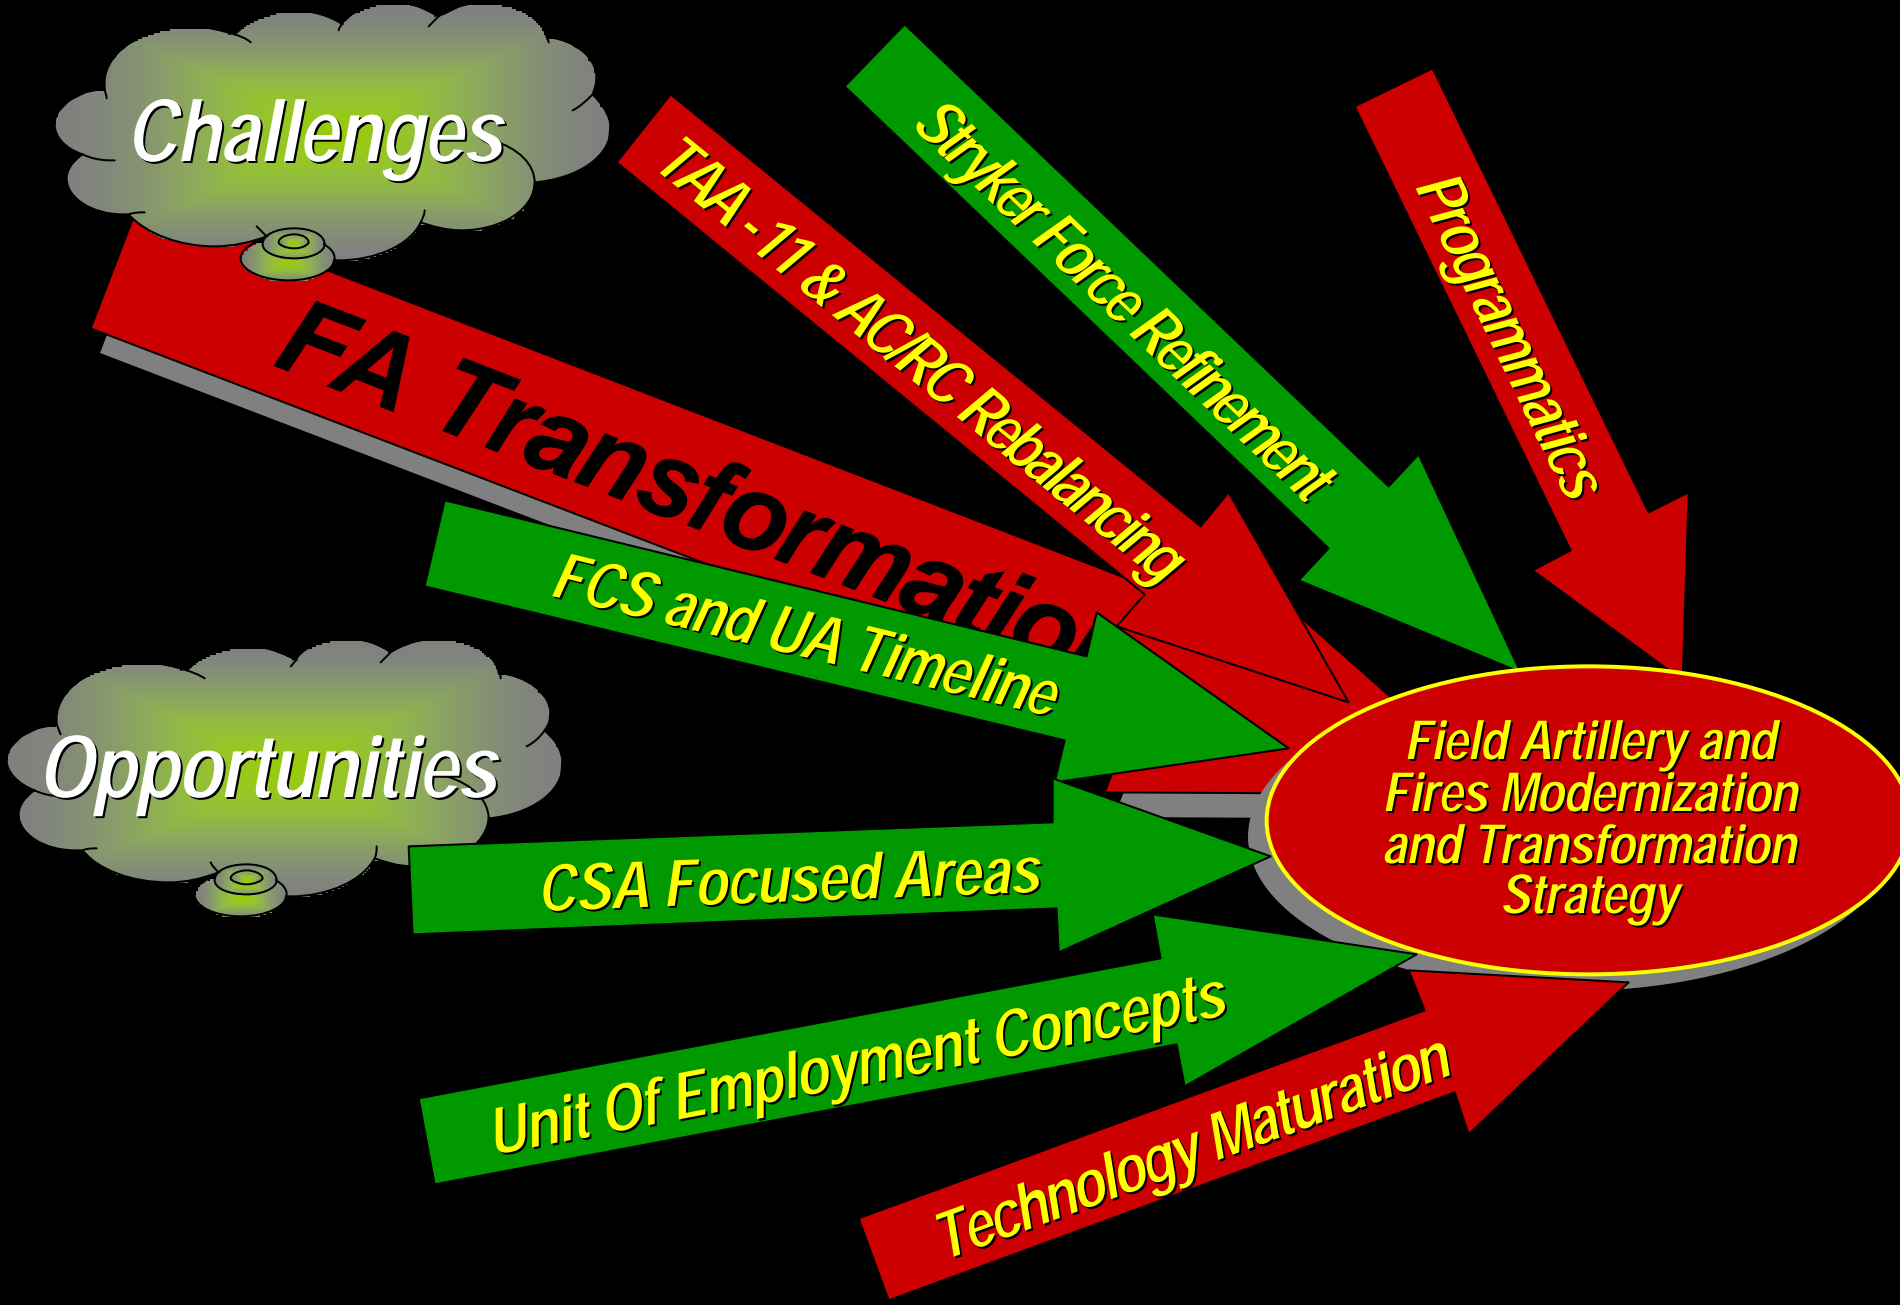 Challenges
TAA -11 & AC/RC Rebalancing
Stryker Force Refinement
Programmatics
FA Transformatio
FCS and UA Timeline
Opportunities
Field Artillery and
Fires Modernization
and Transformation
Strategy
CSA Focused Areas
Unit Of Employment Concepts
Technology Maturation